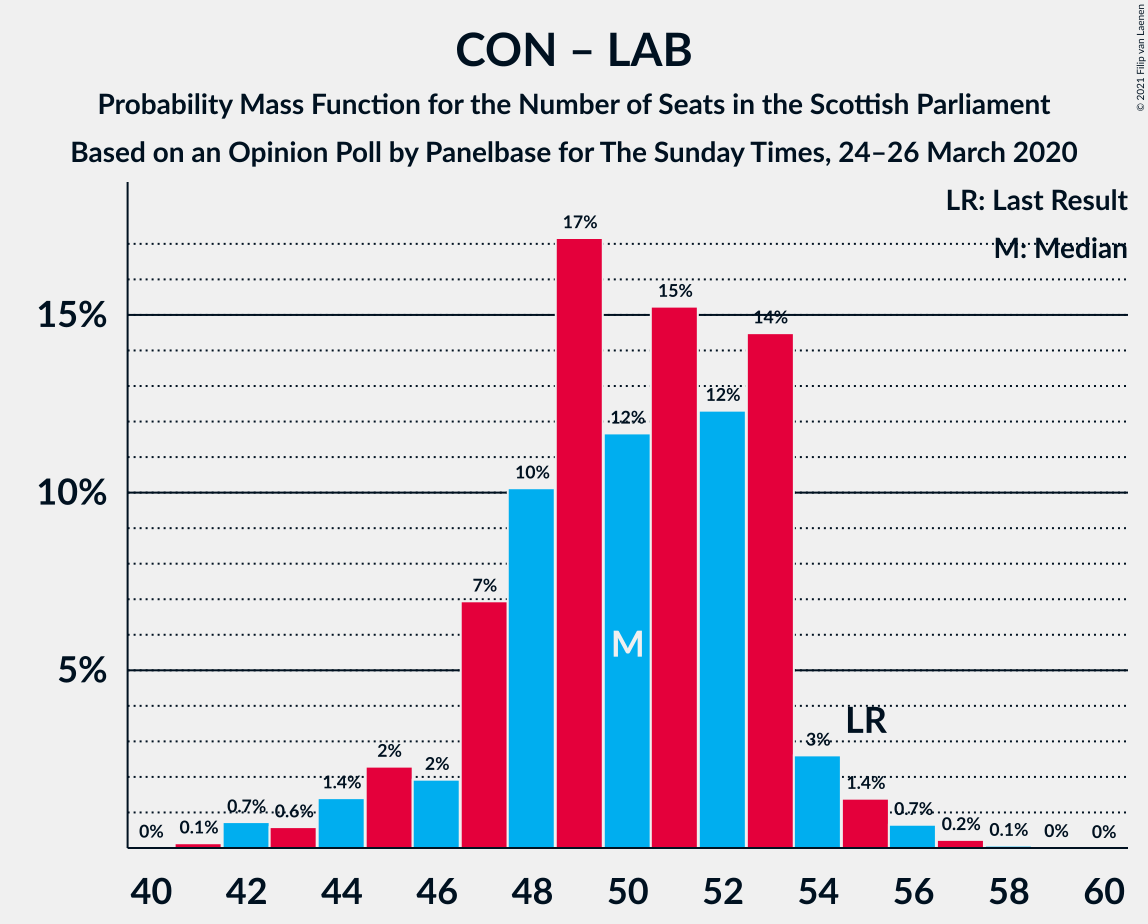 CON – LAB
Probability Mass Function for the Number of Seats in the Scottish Parliament
Based on an Opinion Poll by Panelbase for The Sunday Times, 24–26 March 2020
© 2021 Filip van Laenen
LR: Last Result
M: Median
15%
10%
5%
0%
0.1%
0.7%
0.6%
1.4%
2%
2%
7%
10%
17%
12%
15%
12%
14%
3%
1.4%
0.7%
0.2%
0.1%
0%
0%
M
LR
40 42 44 46 48 50 52 54 56 58 60